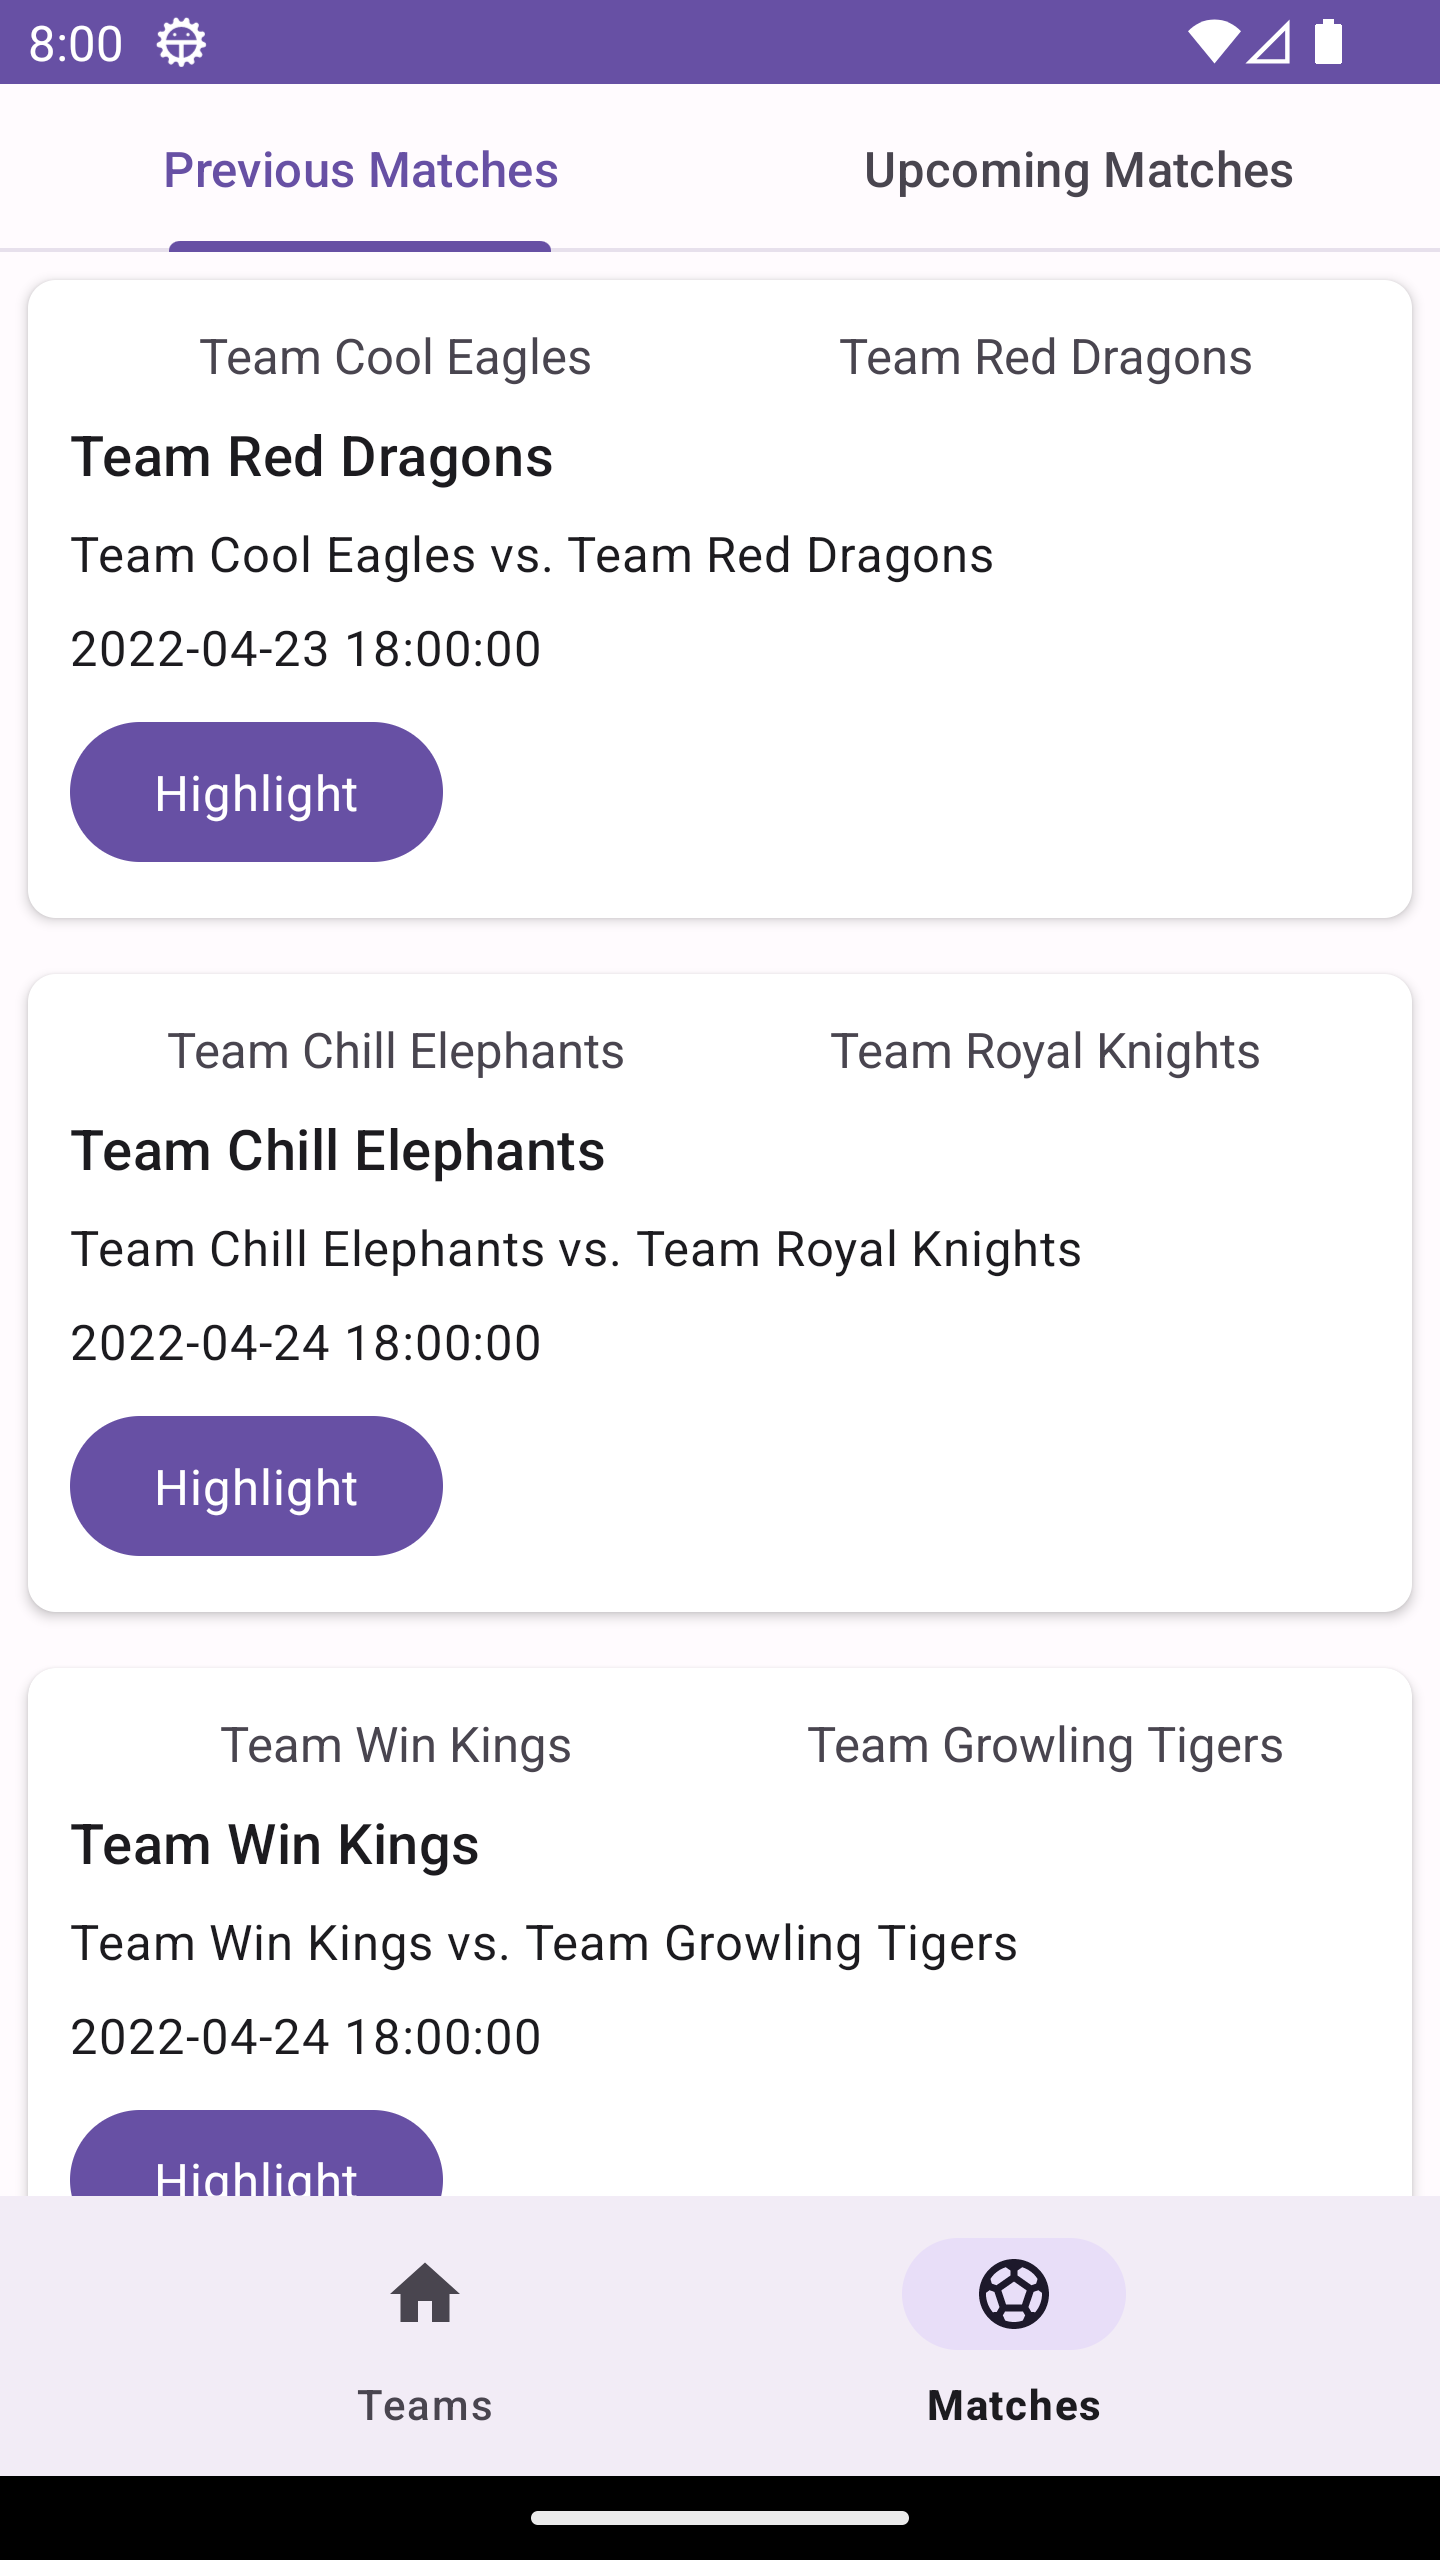 8:00
Previous Matches
Upcoming Matches
Team Cool Eagles
Team Red Dragons
Team Red Dragons
Team Cool Eagles vs. Team Red Dragons
2022-04-23 18:00:00
Highlight
Team Chill Elephants
Team Royal Knights
Team Chill Elephants
Team Chill Elephants vs. Team Royal Knights
2022-04-24 18:00:00
Highlight
Team Win Kings
Team Growling Tigers
Team Win Kings
Team Win Kings vs. Team Growling Tigers
2022-04-24 18:00:00
Highlight
Teams
Matches